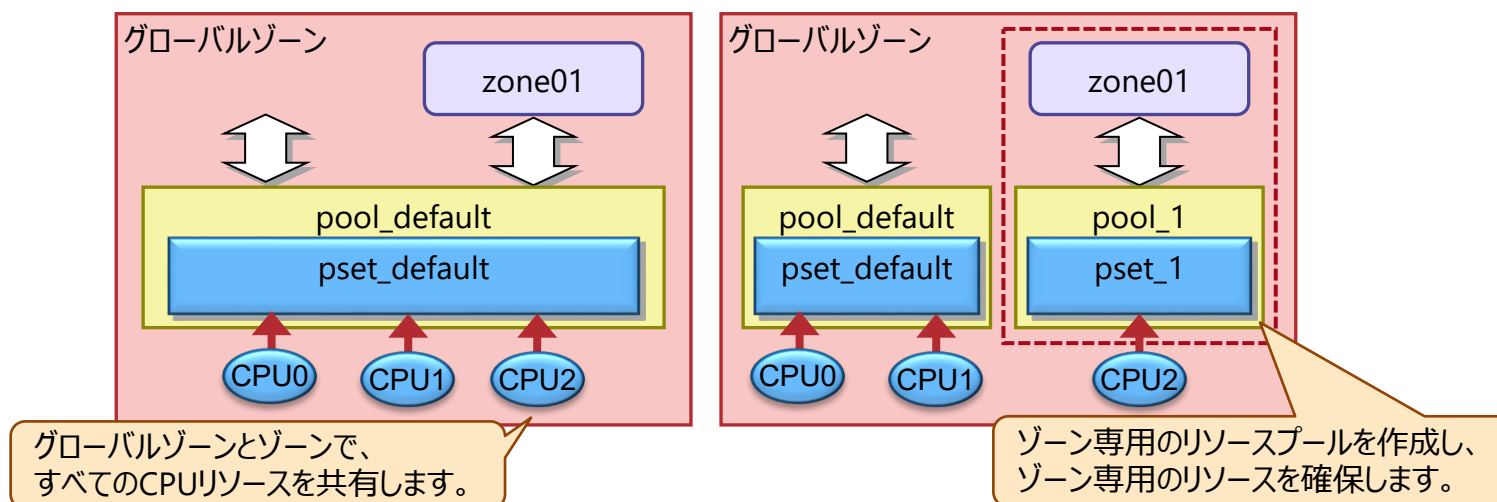 グローバルゾーン
zone01
pool_default
pset_default
CPU0
CPU1
CPU2
グローバルゾーンとゾーンで、
すべてのCPUリソースを共有します。
グローバルゾーン
zone01
pool_default
pset_default
pool_1
pset_1
CPU0
CPU1
CPU2
ゾーン専用のリソースプールを作成し、
ゾーン専用のリソースを確保します。